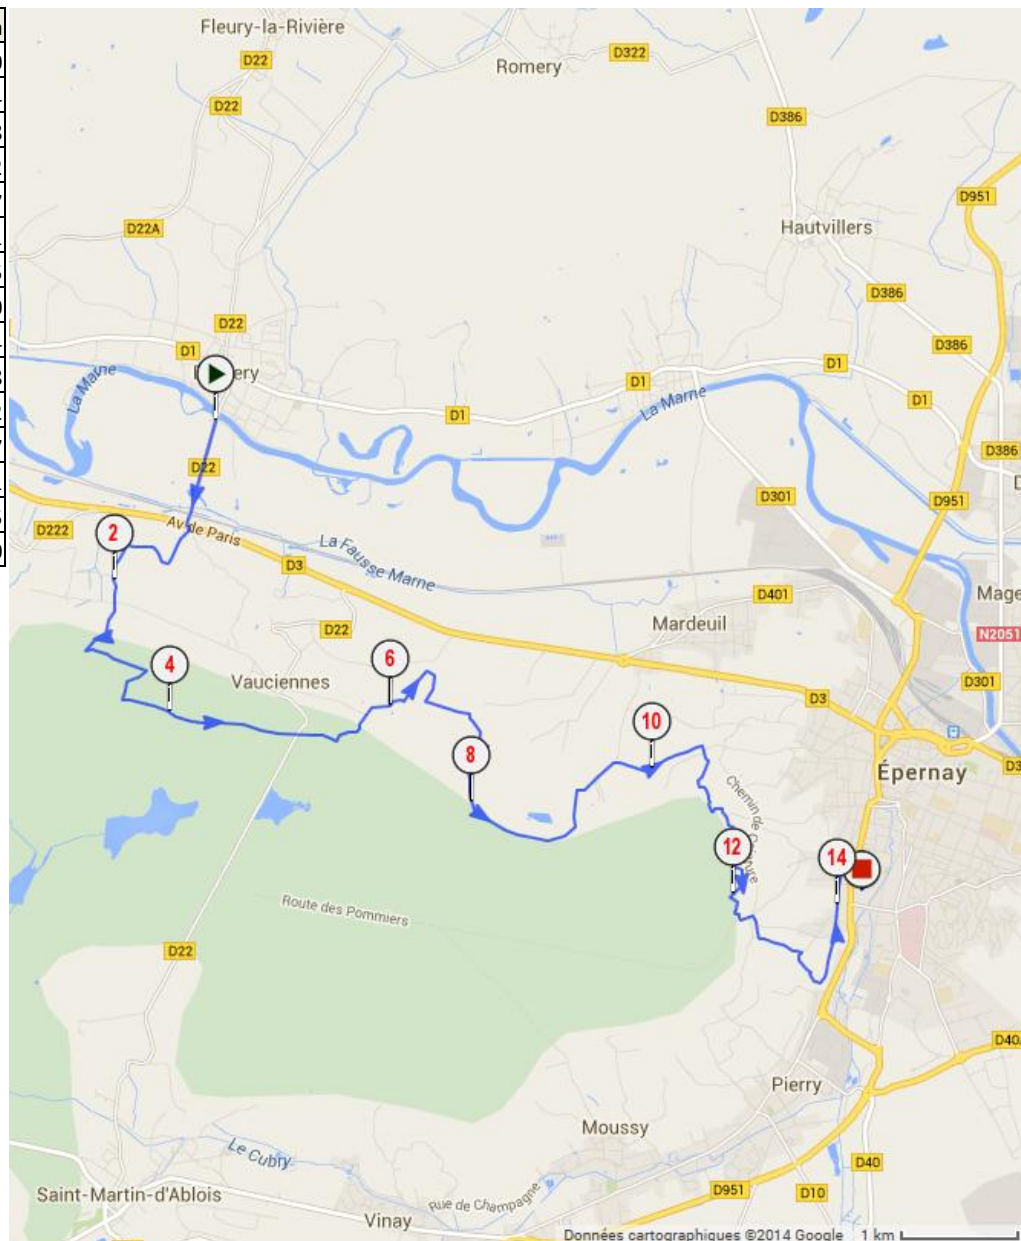 Fleury-la-Rivière
D22
Romery
D322
D22
D386
D951
D22A
Hautvillers
D386
D22
D1
D386
La Marne
ery
D1
D1
D1
La Marne
D1
D22
D386
D301
D951
D222
2
Av de Paris
La Fausse Marne
D3
D401
Mage
Mardeuil
N2051
D22
4
6
Vauciennes
D301
D3
10
8
Épernay
D3
Chemin de
12
14
Route des Pommiers
D22
D40
Pierry
Moussy
Le Cubry
D40
Saint-Martin-d'Ablois
D951
D10
Rue de Champagne
Vinay
Données cartographiques ©2014 Google
1 km